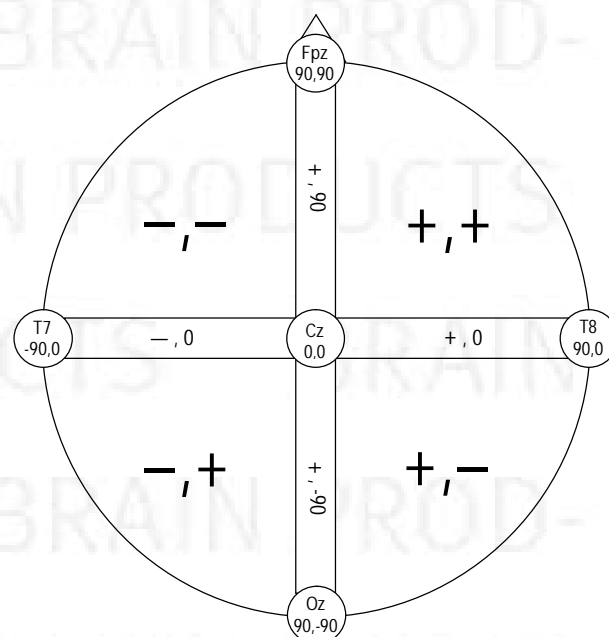 BRAIN PROD-
Fpz
90,90
+ , 90
N PRODUCTS
–,– +,+
T7
-90,0
— , 0
Cz
0,0
+ , 0
T8
90,0
DUCTS BRAIN
–,+ +,–
+ , -90
BRAIN PROD-
Oz
90,-90